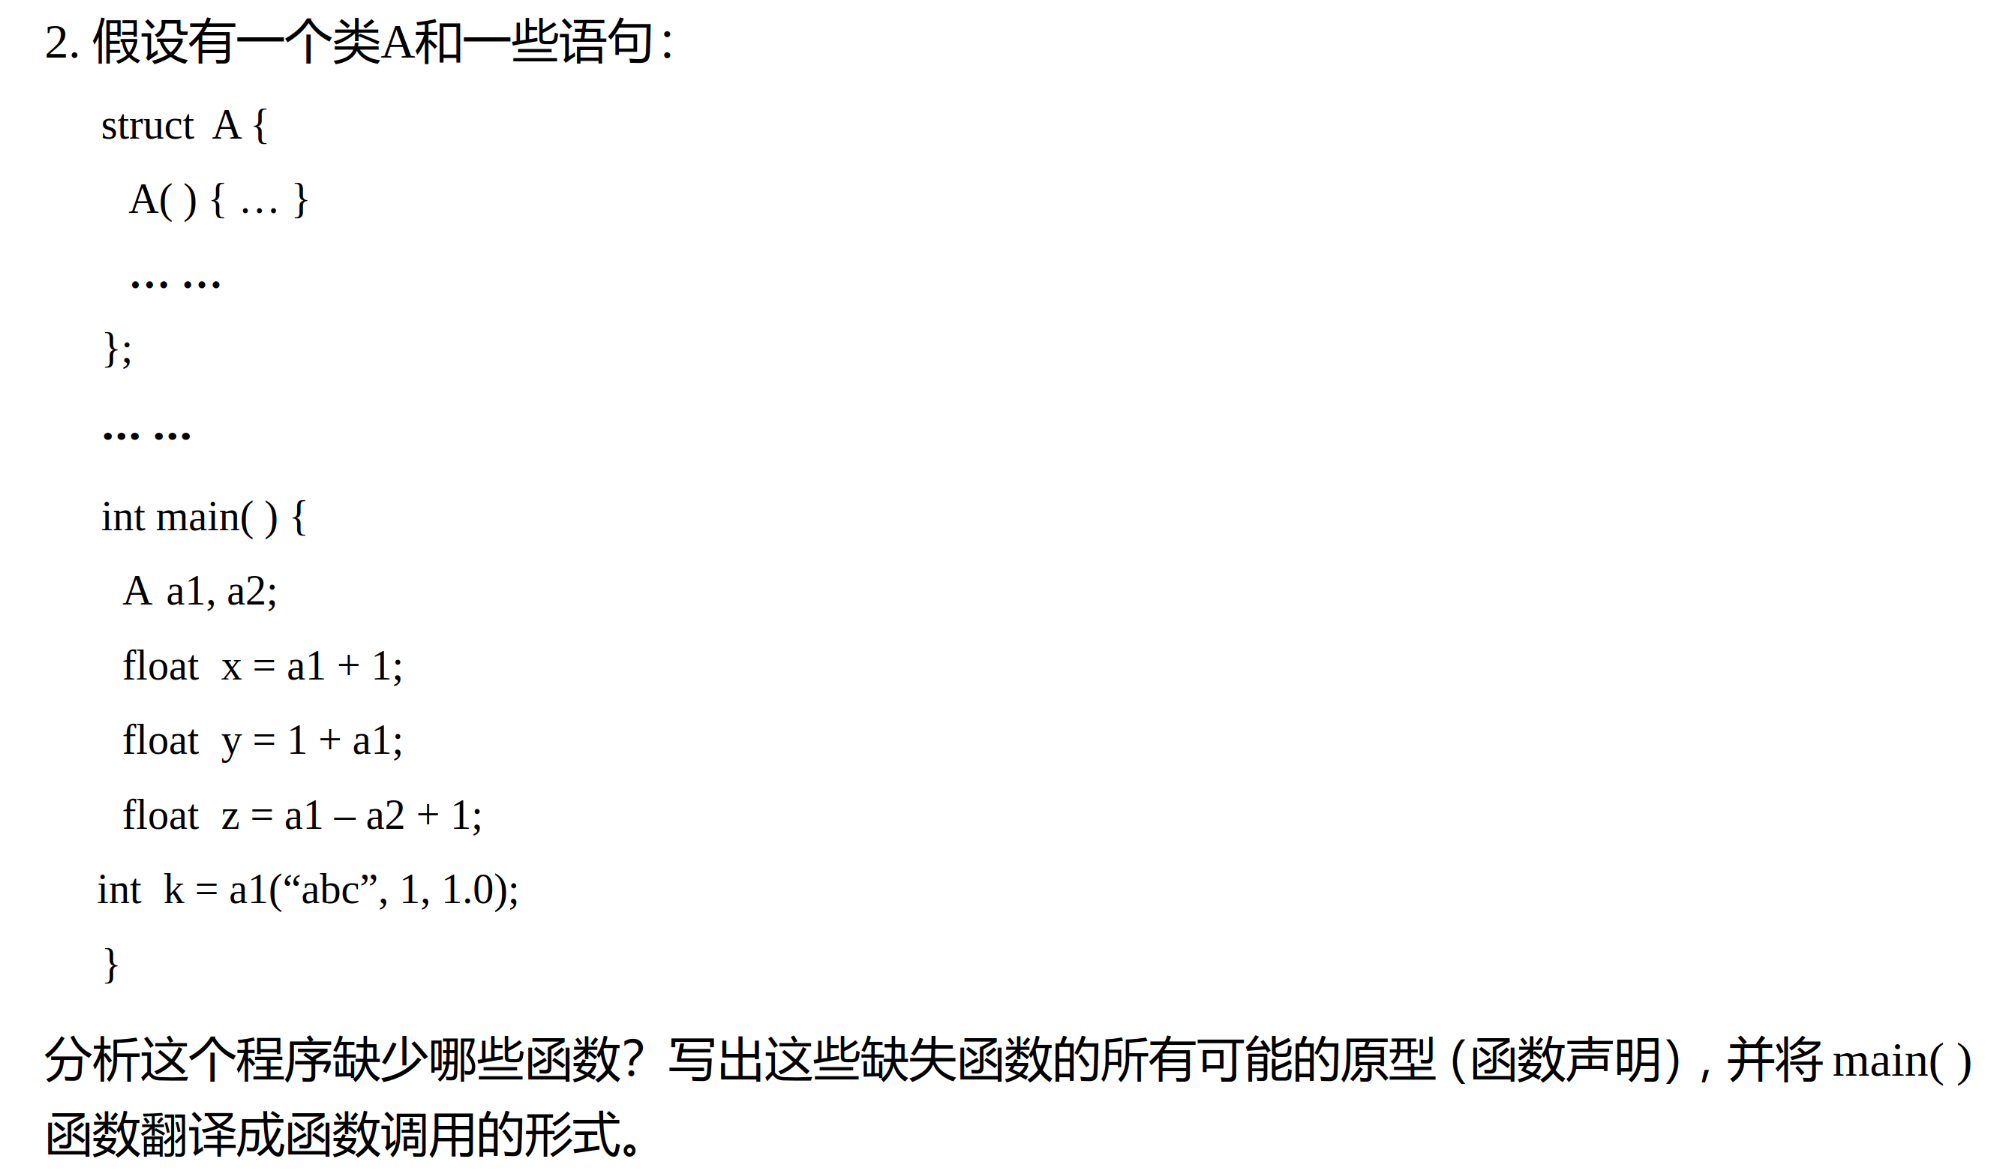 2. 假设有一个类A和一些语句：
struct A {
A( ) { … }
… …
};
… …
int main( ) {
A a1, a2;
float x = a1 + 1;
float y = 1 + a1;
float z = a1 – a2 + 1;
int k = a1(“abc”, 1, 1.0);
}
分析这个程序缺少哪些函数？写出这些缺失函数的所有可能的原型（函数声明），并将 main( )
函数翻译成函数调用的形式。